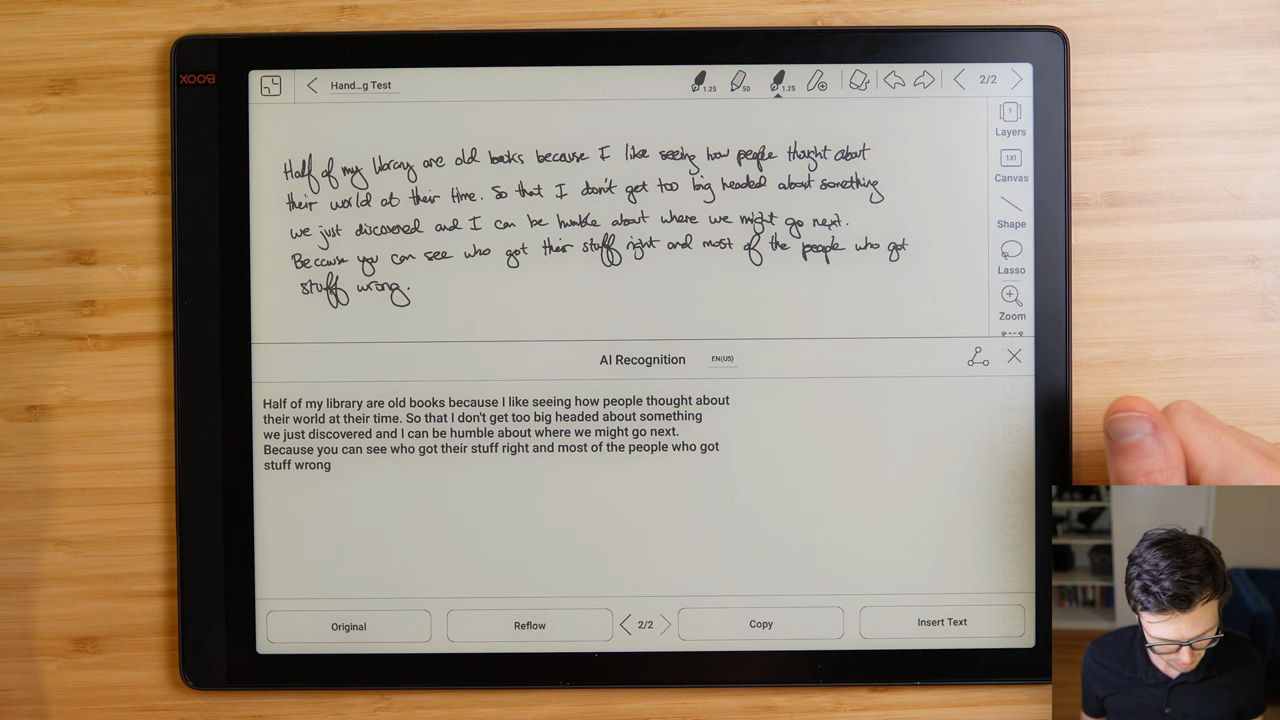 BOOX
Hand...g Test
1.25
50
1.25
2/2
1
Layers
1X1
Canvas
Shape
Lasso
Zoom
Half of my library are old books because I like seeing how people thought about
their world at their time. So that I don't get too big headed about something
we just discovered and I can be humble about where we might go next.
Because you can see who got their stuff right and most of the people who got
stuff wrong.
AI Recognition
EN(US)
Half of my library are old books because I like seeing how people thought about
their world at their time. So that I don't get too big headed about something
we just discovered and I can be humble about where we might go next.
Because you can see who got their stuff right and most of the people who got
stuff wrong
Original
Reflow
2/2
Copy
Insert Text